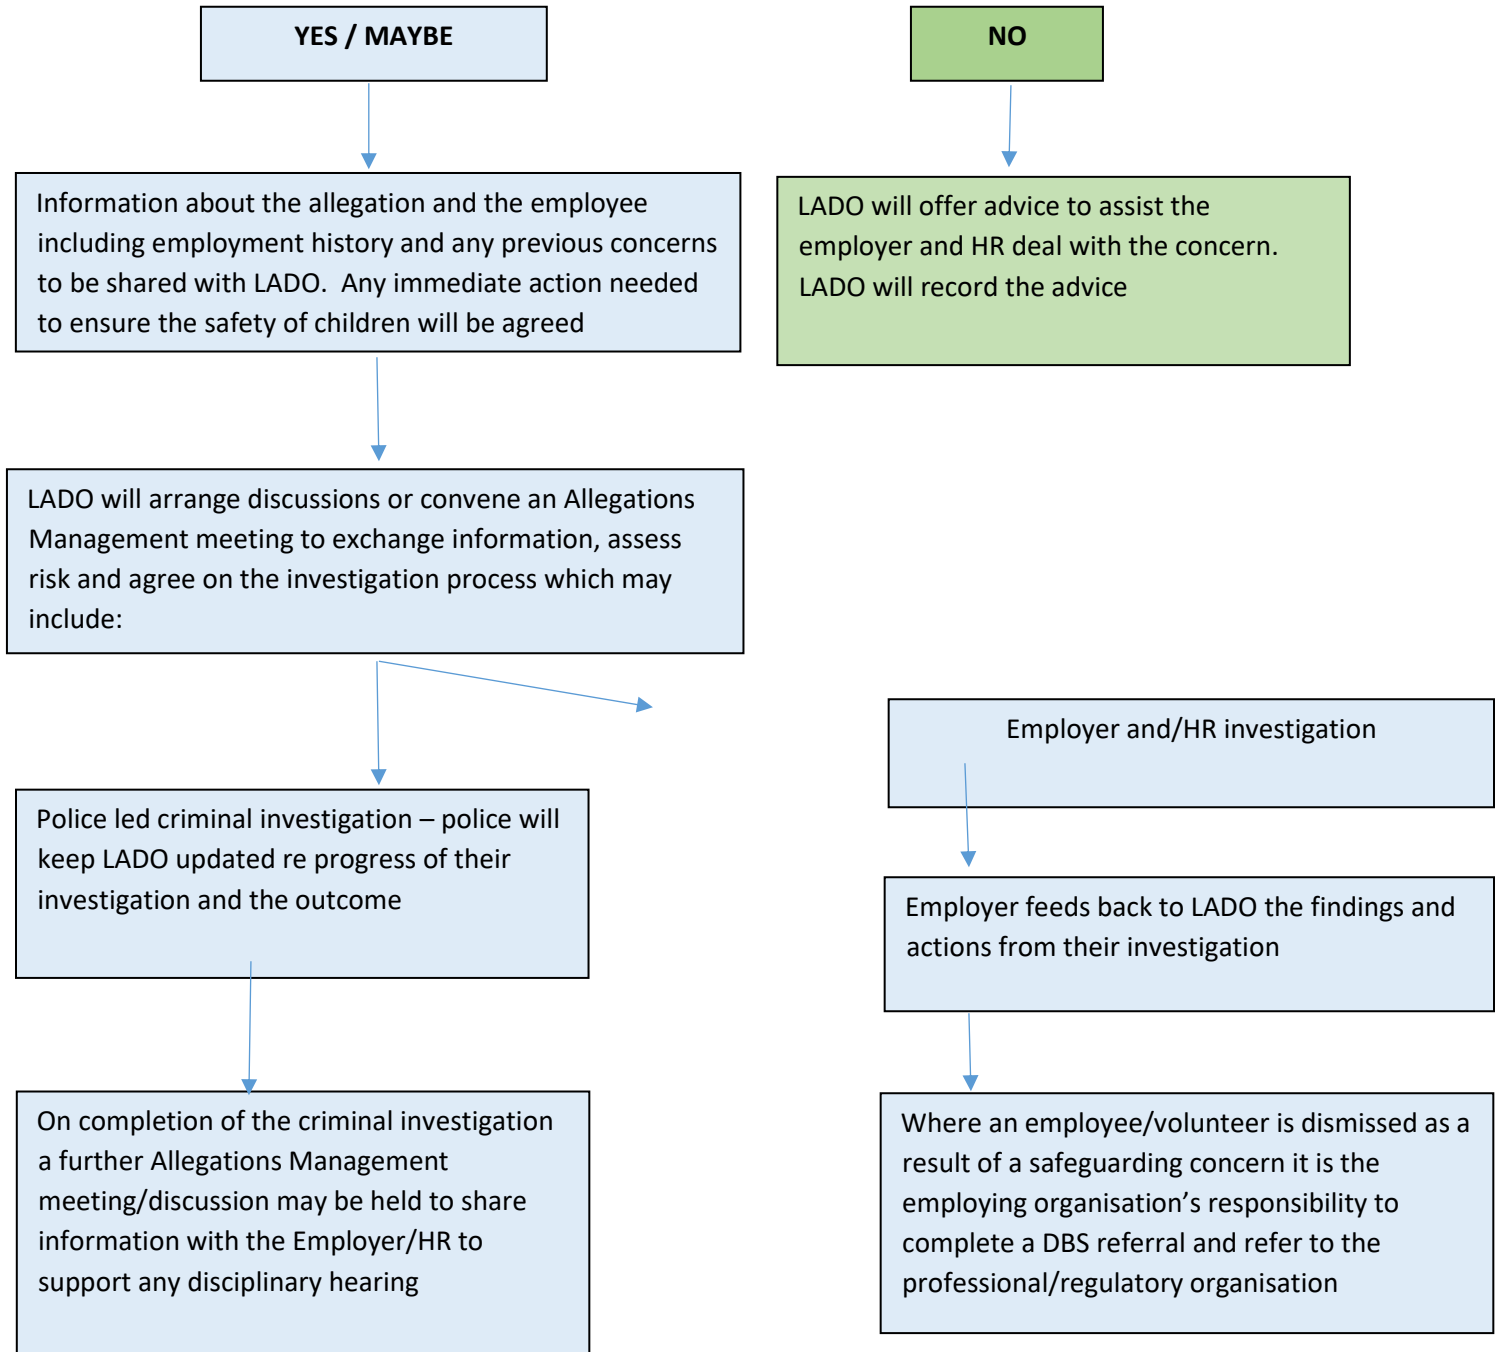 YES / MAYBE
NO
Information about the allegation and the employee
including employment history and any previous concerns
to be shared with LADO.  Any immediate action needed
to ensure the safety of children will be agreed
LADO will offer advice to assist the
employer and HR deal with the concern.
LADO will record the advice
LADO will arrange discussions or convene an Allegations
Management meeting to exchange information, assess
risk and agree on the investigation process which may
include:
Police led criminal investigation – police will
keep LADO updated re progress of their
investigation and the outcome
On completion of the criminal investigation
a further Allegations Management
meeting/discussion may be held to share
information with the Employer/HR to
support any disciplinary hearing
Employer and/HR investigation
Employer feeds back to LADO the findings and
actions from their investigation
Where an employee/volunteer is dismissed as a
result of a safeguarding concern it is the
employing organisation’s responsibility to
complete a DBS referral and refer to the
professional/regulatory organisation